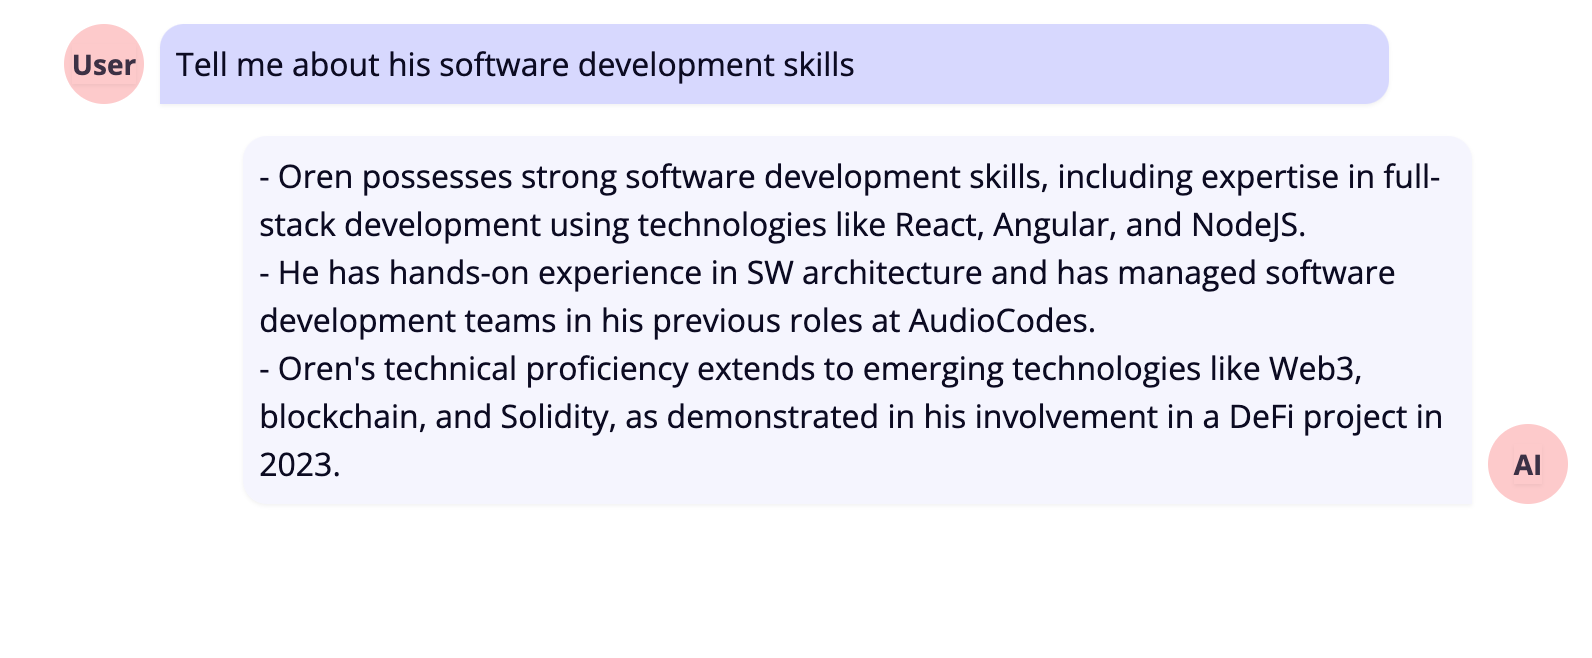 User
Tell me about his software development skills
- Oren possesses strong software development skills, including expertise in full-
stack development using technologies like React, Angular, and NodeJS.
- He has hands-on experience in SW architecture and has managed software
development teams in his previous roles at AudioCodes.
- Oren's technical proficiency extends to emerging technologies like Web3,
blockchain, and Solidity, as demonstrated in his involvement in a DeFi project in
2023.
AI